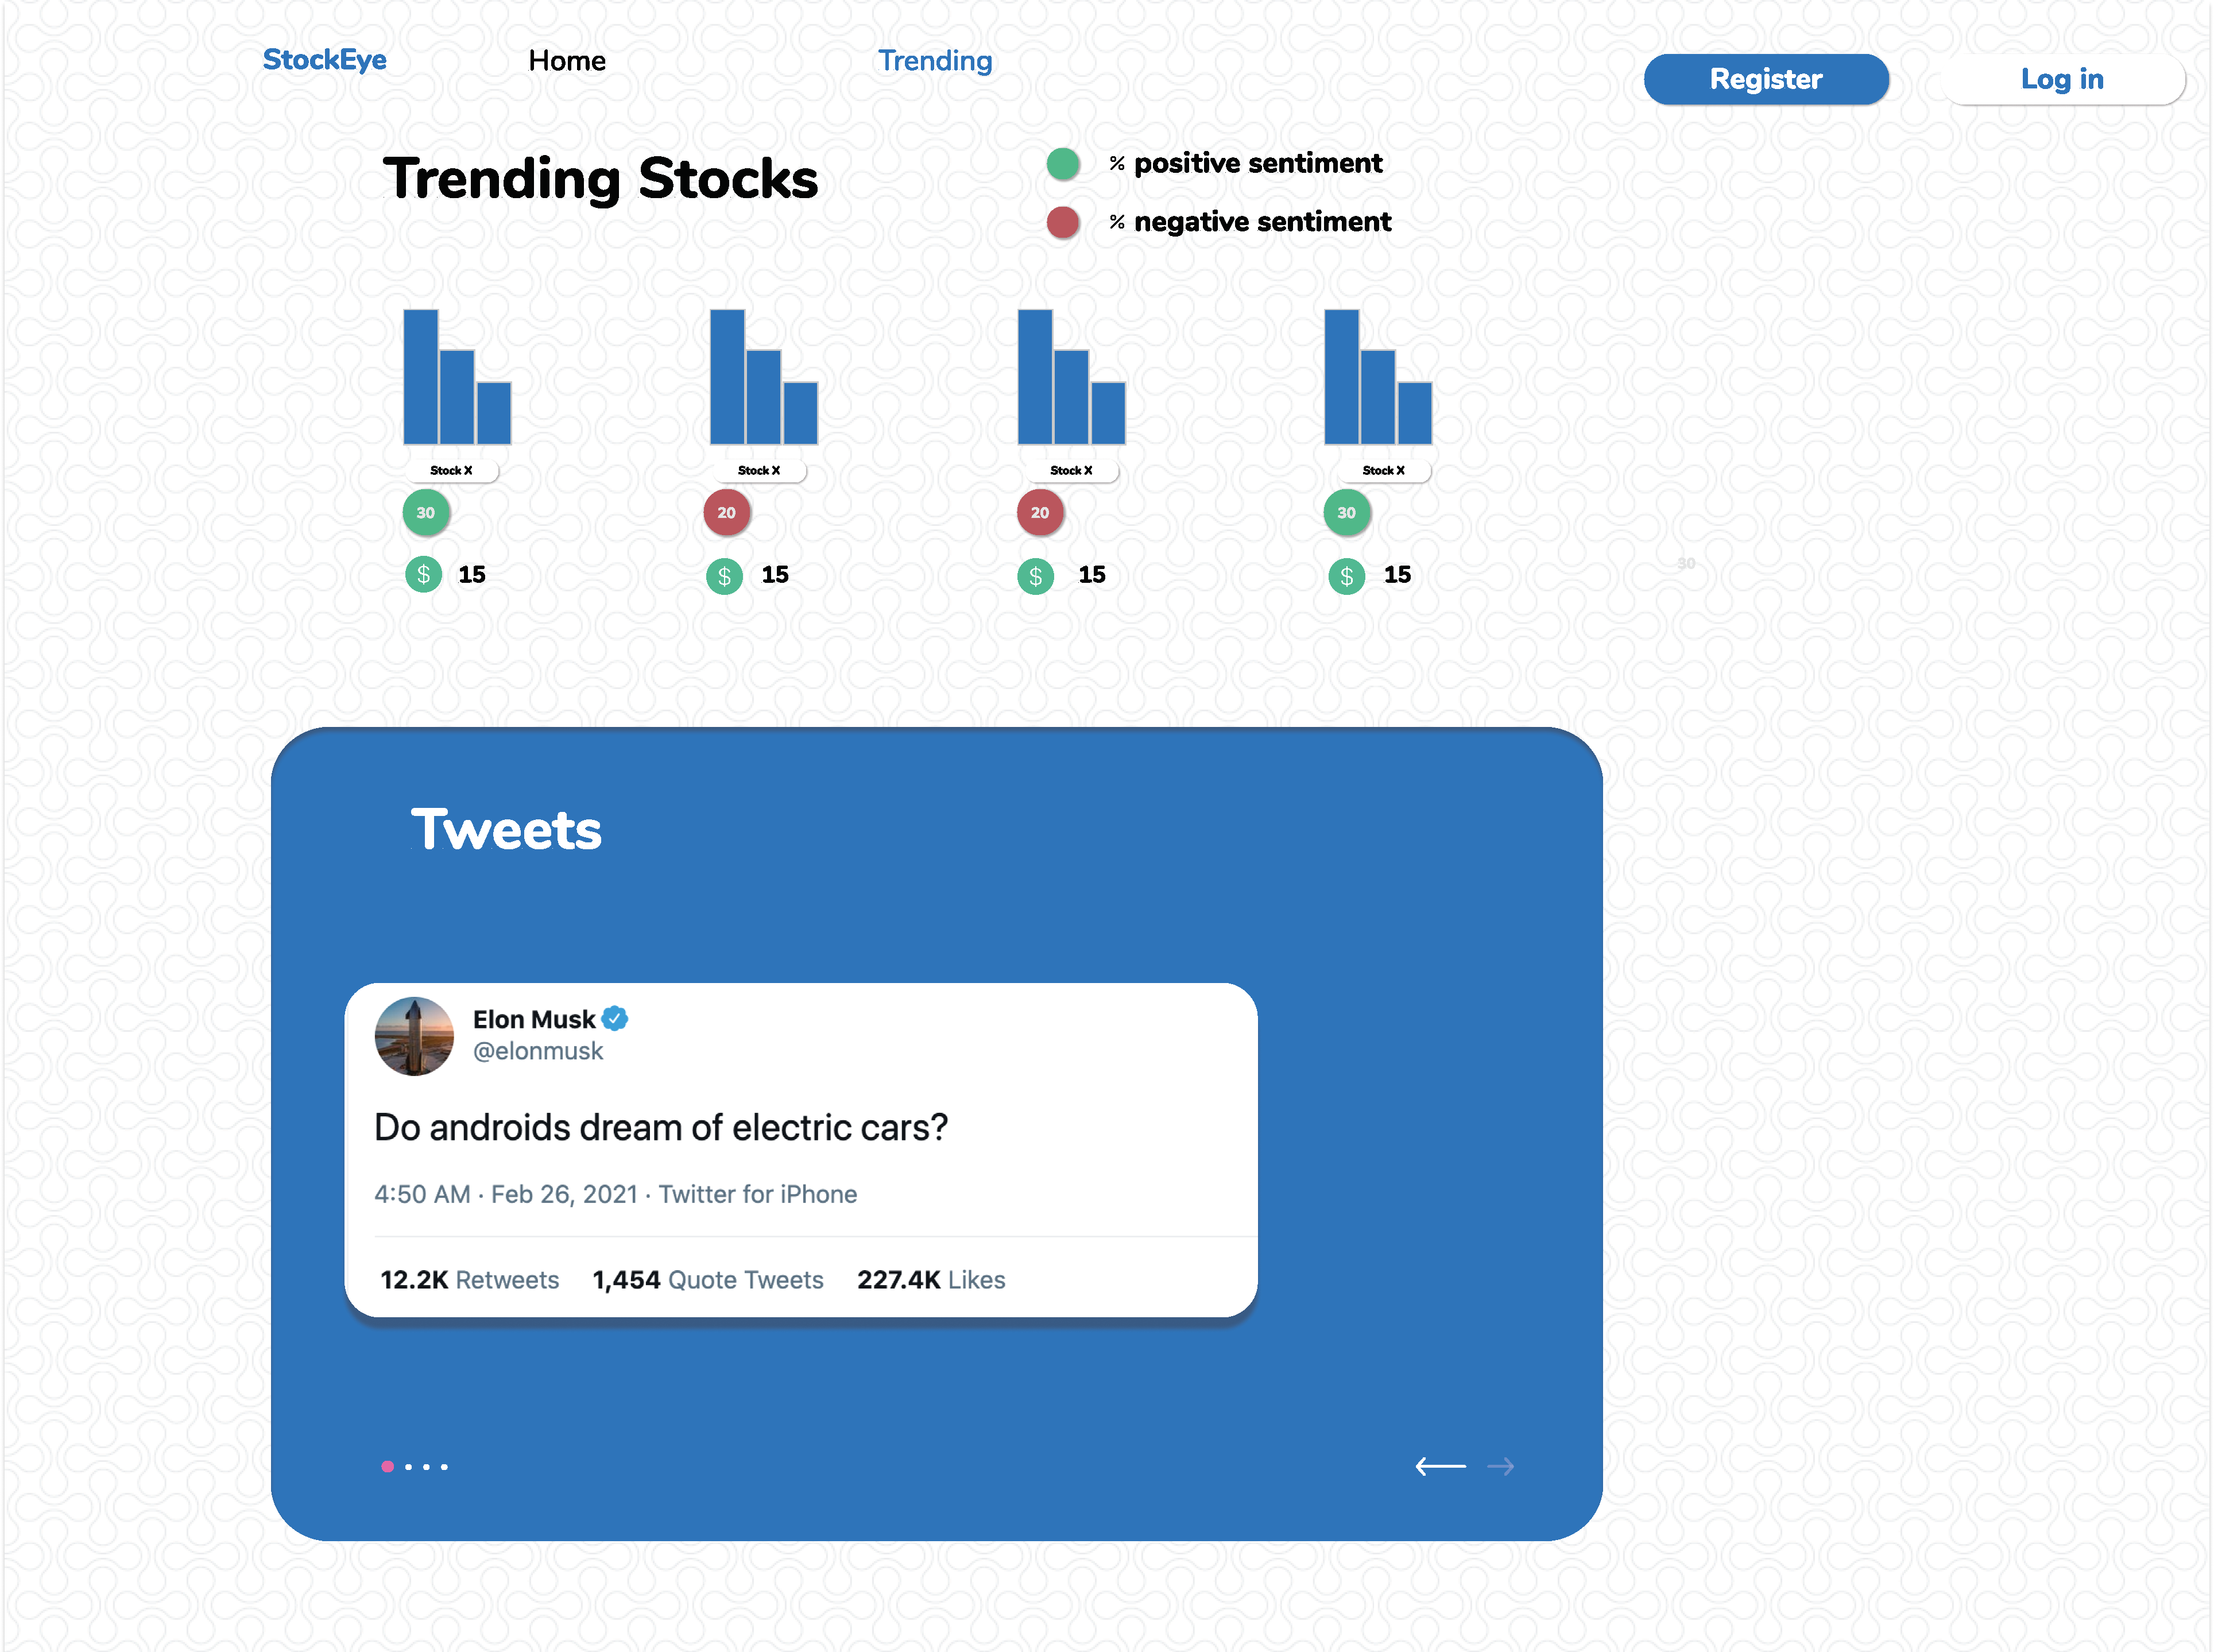 StockEye Home Trending Register Log in
Trending Stocks
% positive sentiment
% negative sentiment
Stock X Stock X Stock X Stock X
30 20 20 30
$ 15 $ 15 $ 15 $ 15
30
Tweets
Elon Musk
@elonmusk
Do androids dream of electric cars?
4:50 AM · Feb 26, 2021 · Twitter for iPhone
12.2K Retweets 1,454 Quote Tweets 227.4K Likes